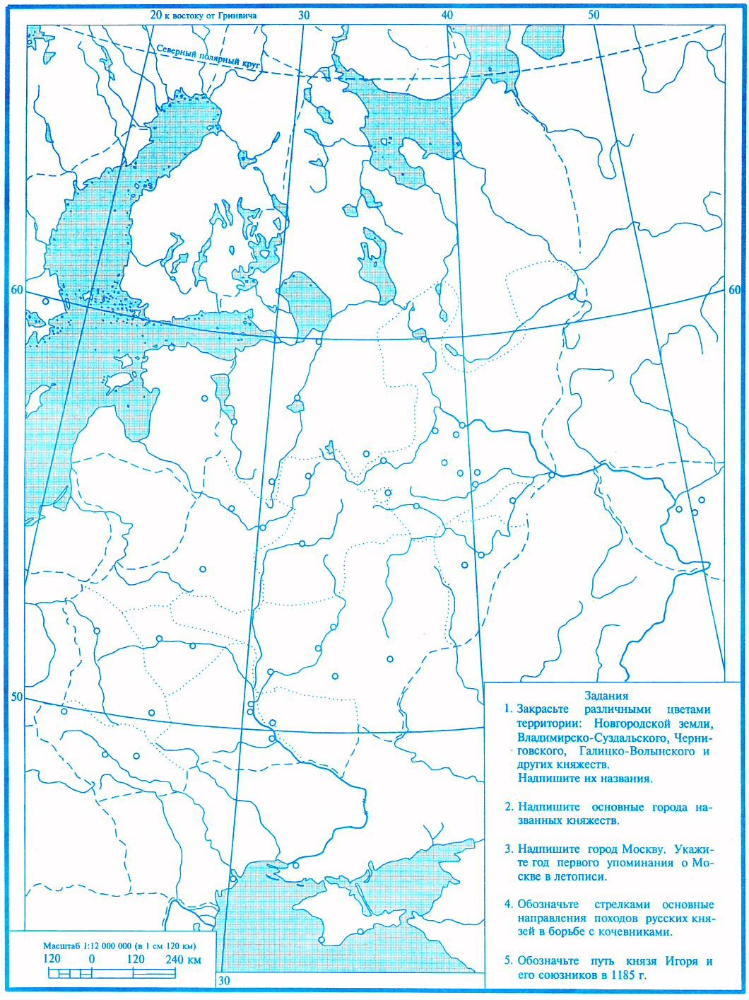 20 к востоку от Гринвича 30 40 50
Северный полярный круг
60 60
50
Задания
1. Закрасьте различными цветами
территории: Новгородской земли,
Владимирско-Суздальского, Черни-
говского, Галицко-Волынского и
других княжеств.
Надпишите их названия.
2. Надпишите основные города на-
званных княжеств.
3. Надпишите город Москву. Укажи-
те год первого упоминания о Мо-
скве в летописи.
4. Обозначьте стрелками основные
направления походов русских кня-
зей в борьбе с кочевниками.
5. Обозначьте путь князя Игоря и
его союзников в 1185 г.
Масштаб 1:12 000 000 (в 1 см 120 км)
120 0 120 240 км
30